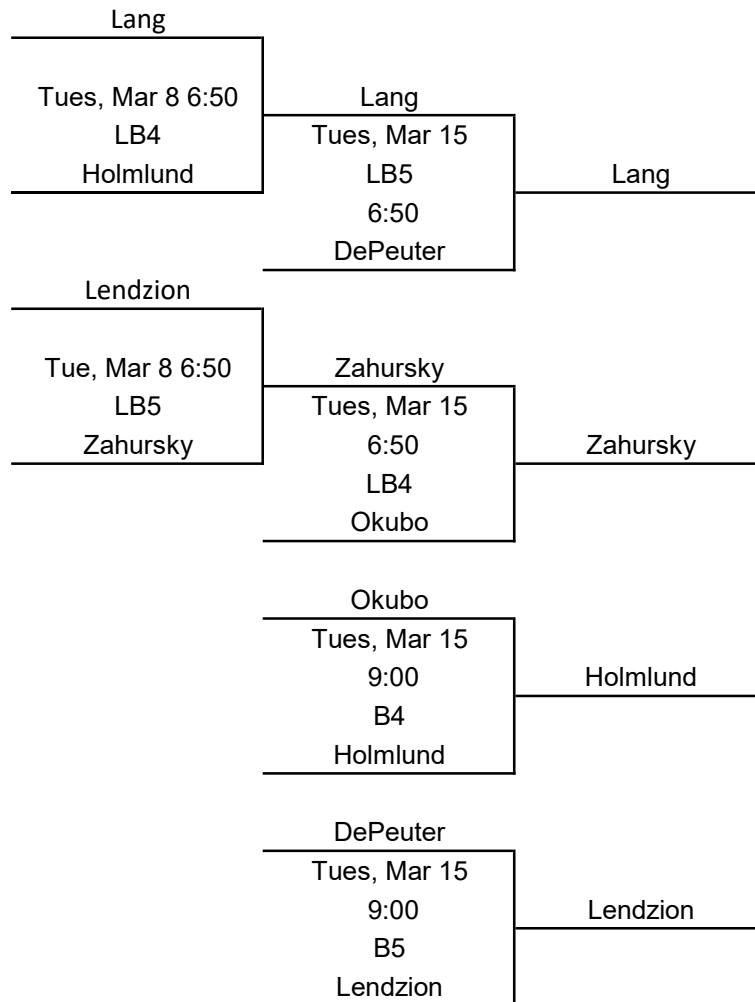 Lang
Tues, Mar 8 6:50
Lang
LB4
Tues, Mar 15
Holmlund
LB5
Lang
6:50
DePeuter
Lendzion
Tue, Mar 8 6:50
Zahursky
LB5
Tues, Mar 15
Zahursky
6:50
Zahursky
LB4
Okubo
Okubo
Tues, Mar 15
9:00
Holmlund
B4
Holmlund
DePeuter
Tues, Mar 15
9:00
Lendzion
B5
Lendzion